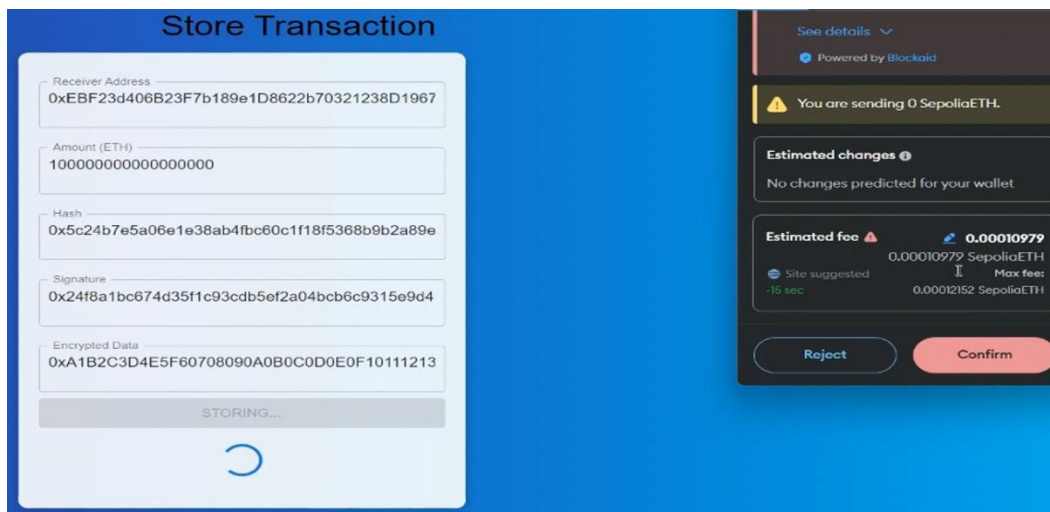 Store Transaction
Receiver Address
0xEBF23d406B23F7b189e1D8622b70321238D1967
Amount (ETH)
100000000000000000
Hash
0x5c24b7e5a06e1e38ab4fbc60c1f18f5368b9b2a89e
Signature
0x24f8a1bc674d35f1c93cdb5ef2a04bcb6c9315e9d4
Encrypted Data
0xA1B2C3D4E5F60708090A0B0C0D0E0F10111213
STORING...
See details
Powered by Blockaid
You are sending 0 SepoliaETH.
Estimated changes
No changes predicted for your wallet
Estimated fee 0.00010979
0.00010979 SepoliaETH
Site suggested Max fee:
~15 sec 0.00012152 SepoliaETH
Reject Confirm